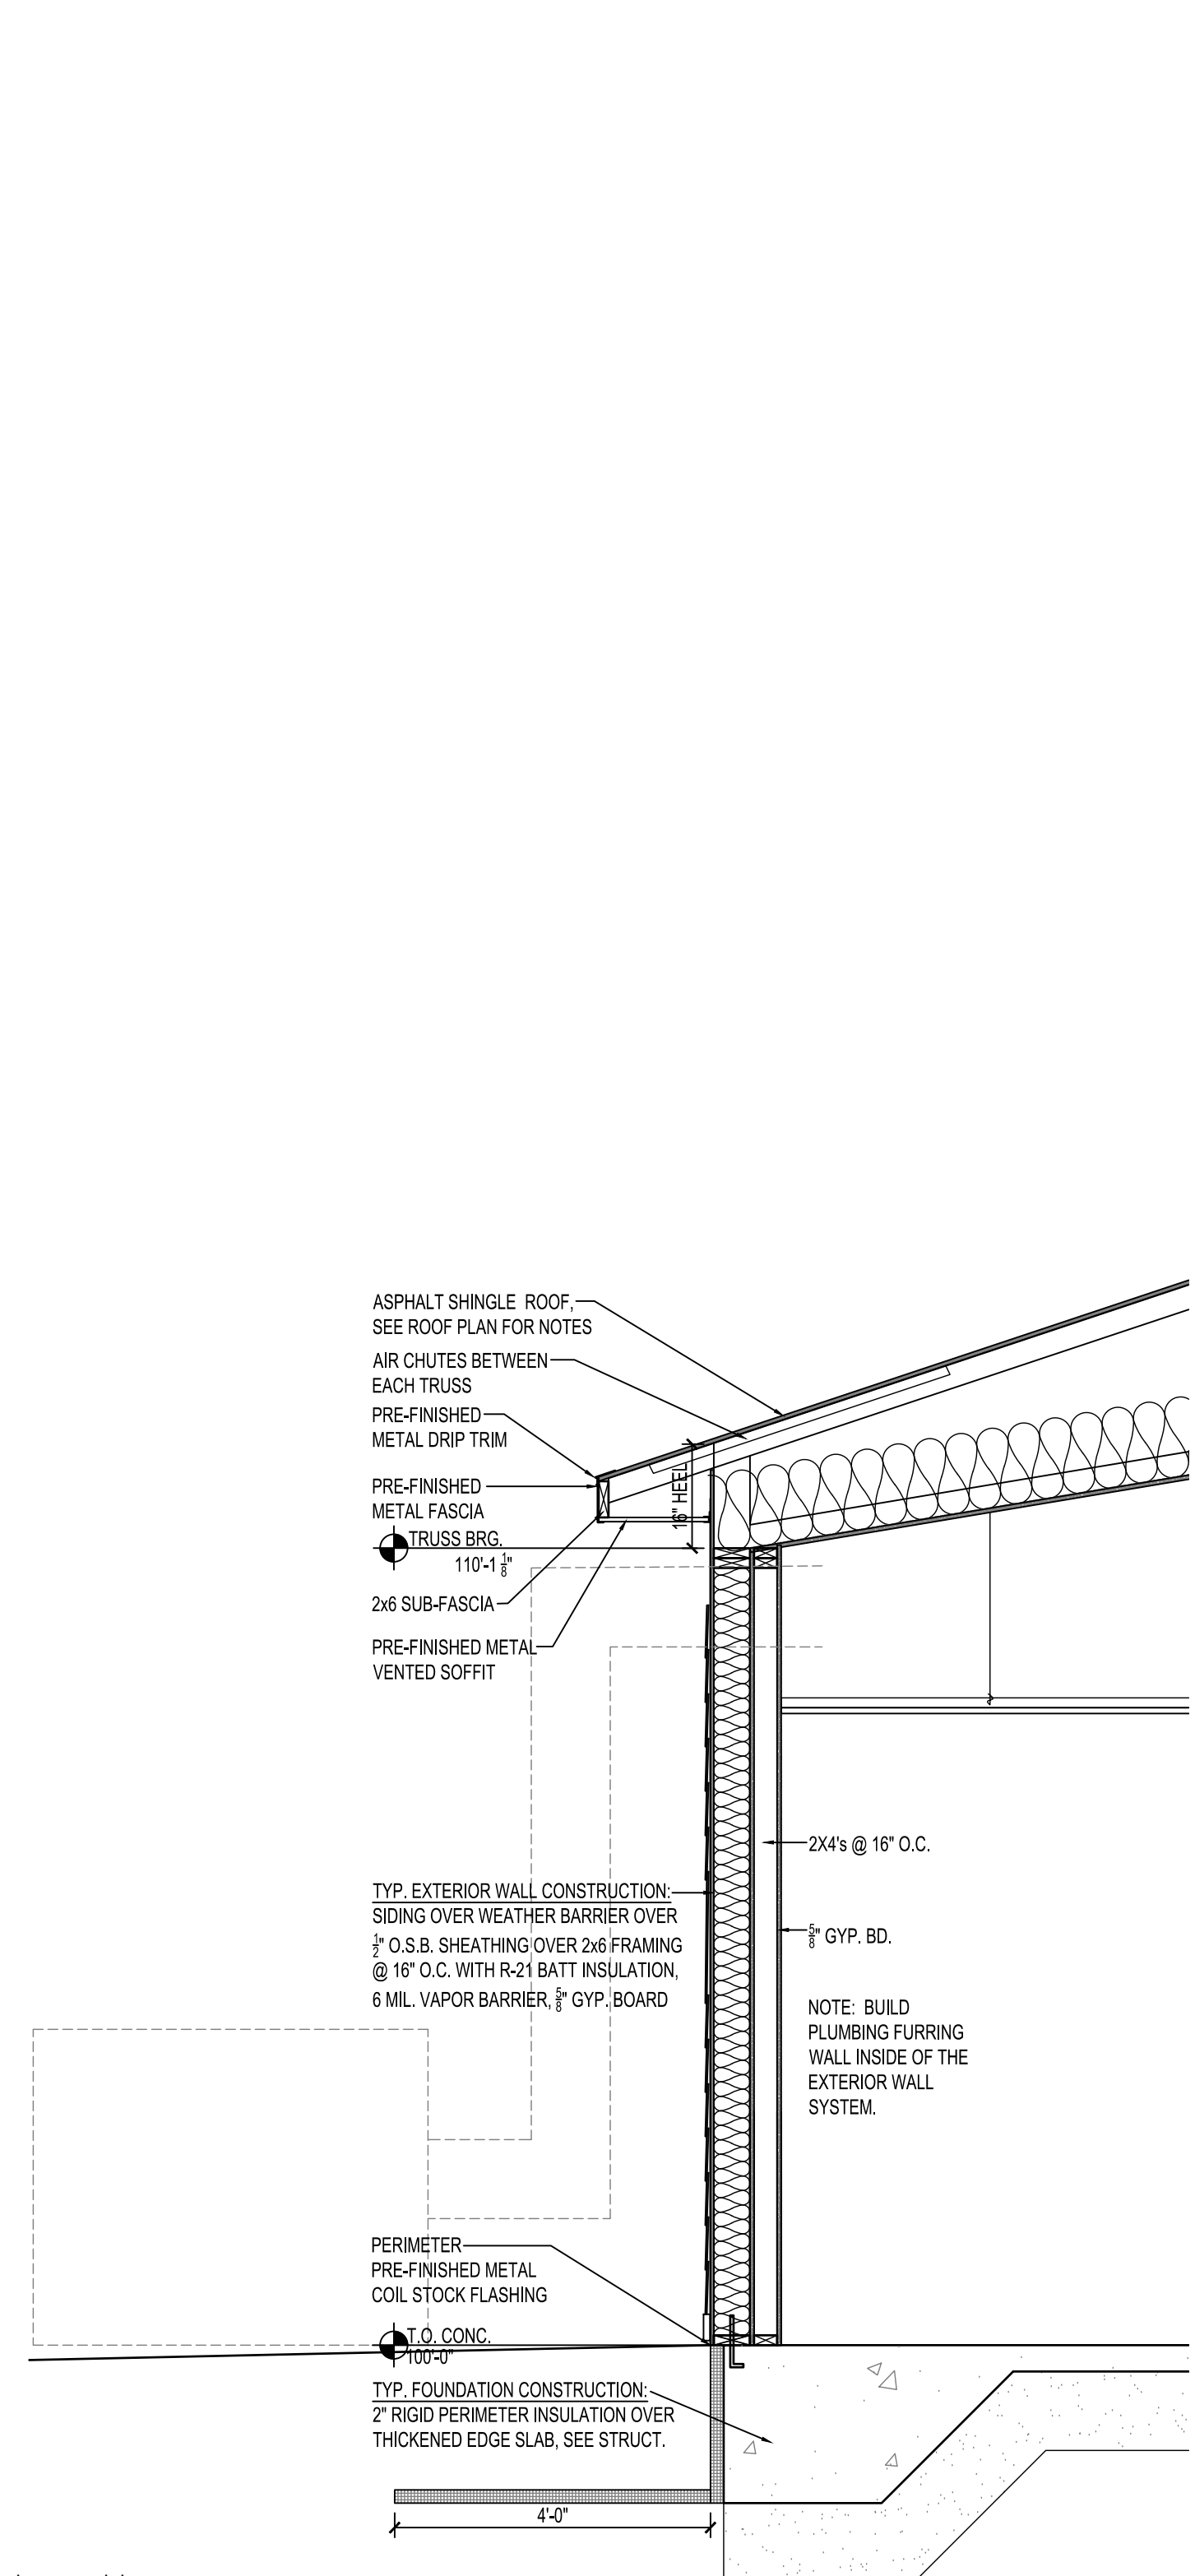 ASPHALT SHINGLE ROOF,
SEE ROOF PLAN FOR NOTES
AIR CHUTES BETWEEN
EACH TRUSS
PRE-FINISHED
METAL DRIP TRIM
PRE-FINISHED
METAL FASCIA
16" HEEL
TRUSS BRG.
110'-1 1/8"
2x6 SUB-FASCIA
PRE-FINISHED METAL
VENTED SOFFIT
2X4's @ 16" O.C.
TYP. EXTERIOR WALL CONSTRUCTION:
SIDING OVER WEATHER BARRIER OVER
1/2" O.S.B. SHEATHING OVER 2x6 FRAMING
@ 16" O.C. WITH R-21 BATT INSULATION,
6 MIL. VAPOR BARRIER, 5/8" GYP. BOARD
5/8" GYP. BD.
NOTE: BUILD
PLUMBING FURRING
WALL INSIDE OF THE
EXTERIOR WALL
SYSTEM.
PERIMETER
PRE-FINISHED METAL
COIL STOCK FLASHING
T.O. CONC.
100'-0"
TYP. FOUNDATION CONSTRUCTION:
2" RIGID PERIMETER INSULATION OVER
THICKENED EDGE SLAB, SEE STRUCT.
4'-0"